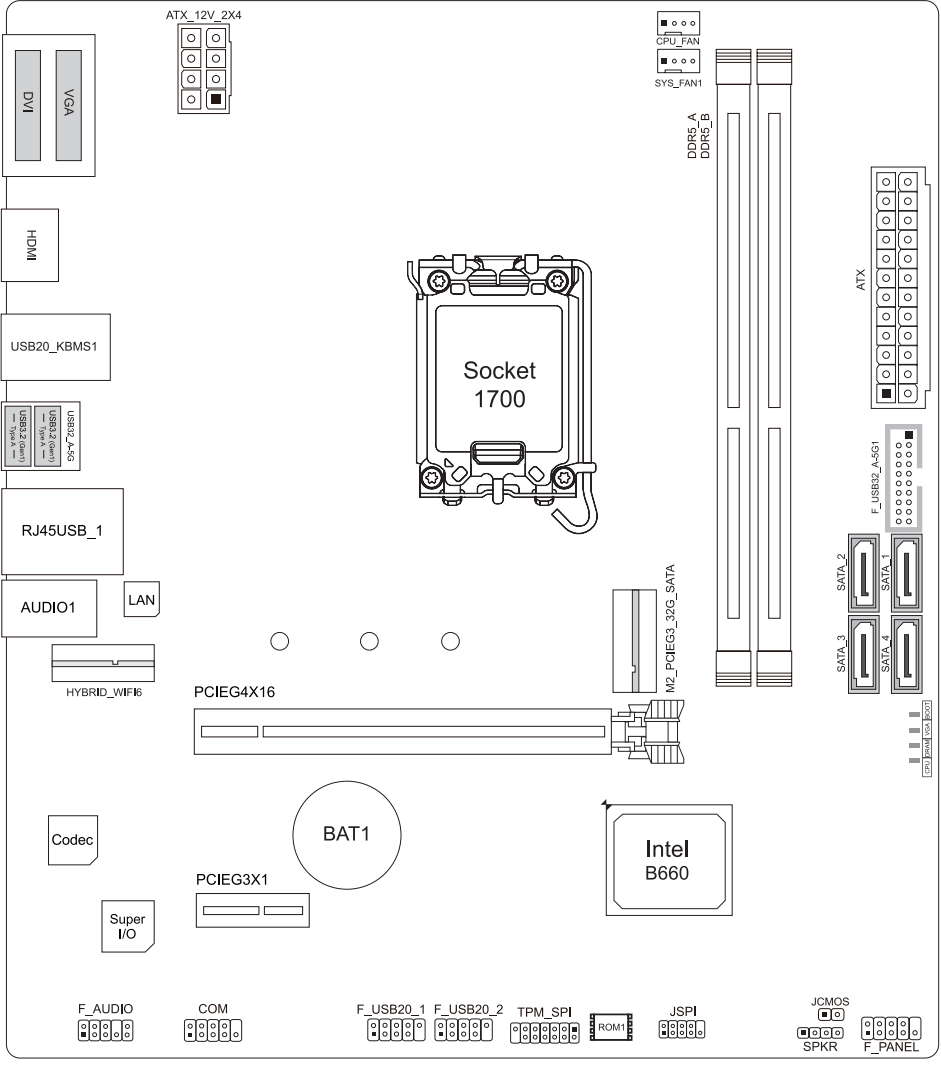 ATX_12V_2X4
CPU_FAN
SYS_FAN1
DVI
VGA
DDR5_A
DDR5_B
HDMI
ATX
USB20_KBMS1
Socket
1700
USB32_A-5G
USB3.2 (Gen1)
Type A
USB3.2 (Gen1)
Type A
F_USB32_A-5G1
RJ45USB_1
SATA_2
SATA_1
LAN
AUDIO1
M2_PCIEG3_32G_SATA
SATA_3
SATA_4
HYBRID_WIFI6
PCIEG4X16
BOOT
VGA
DRAM
CPU
Codec
BAT1
Intel
B660
PCIEG3X1
Super
I/O
F_AUDIO
COM
F_USB20_1
F_USB20_2
TPM_SPI
ROM1
JSPI
JCMOS
SPKR
F_PANEL